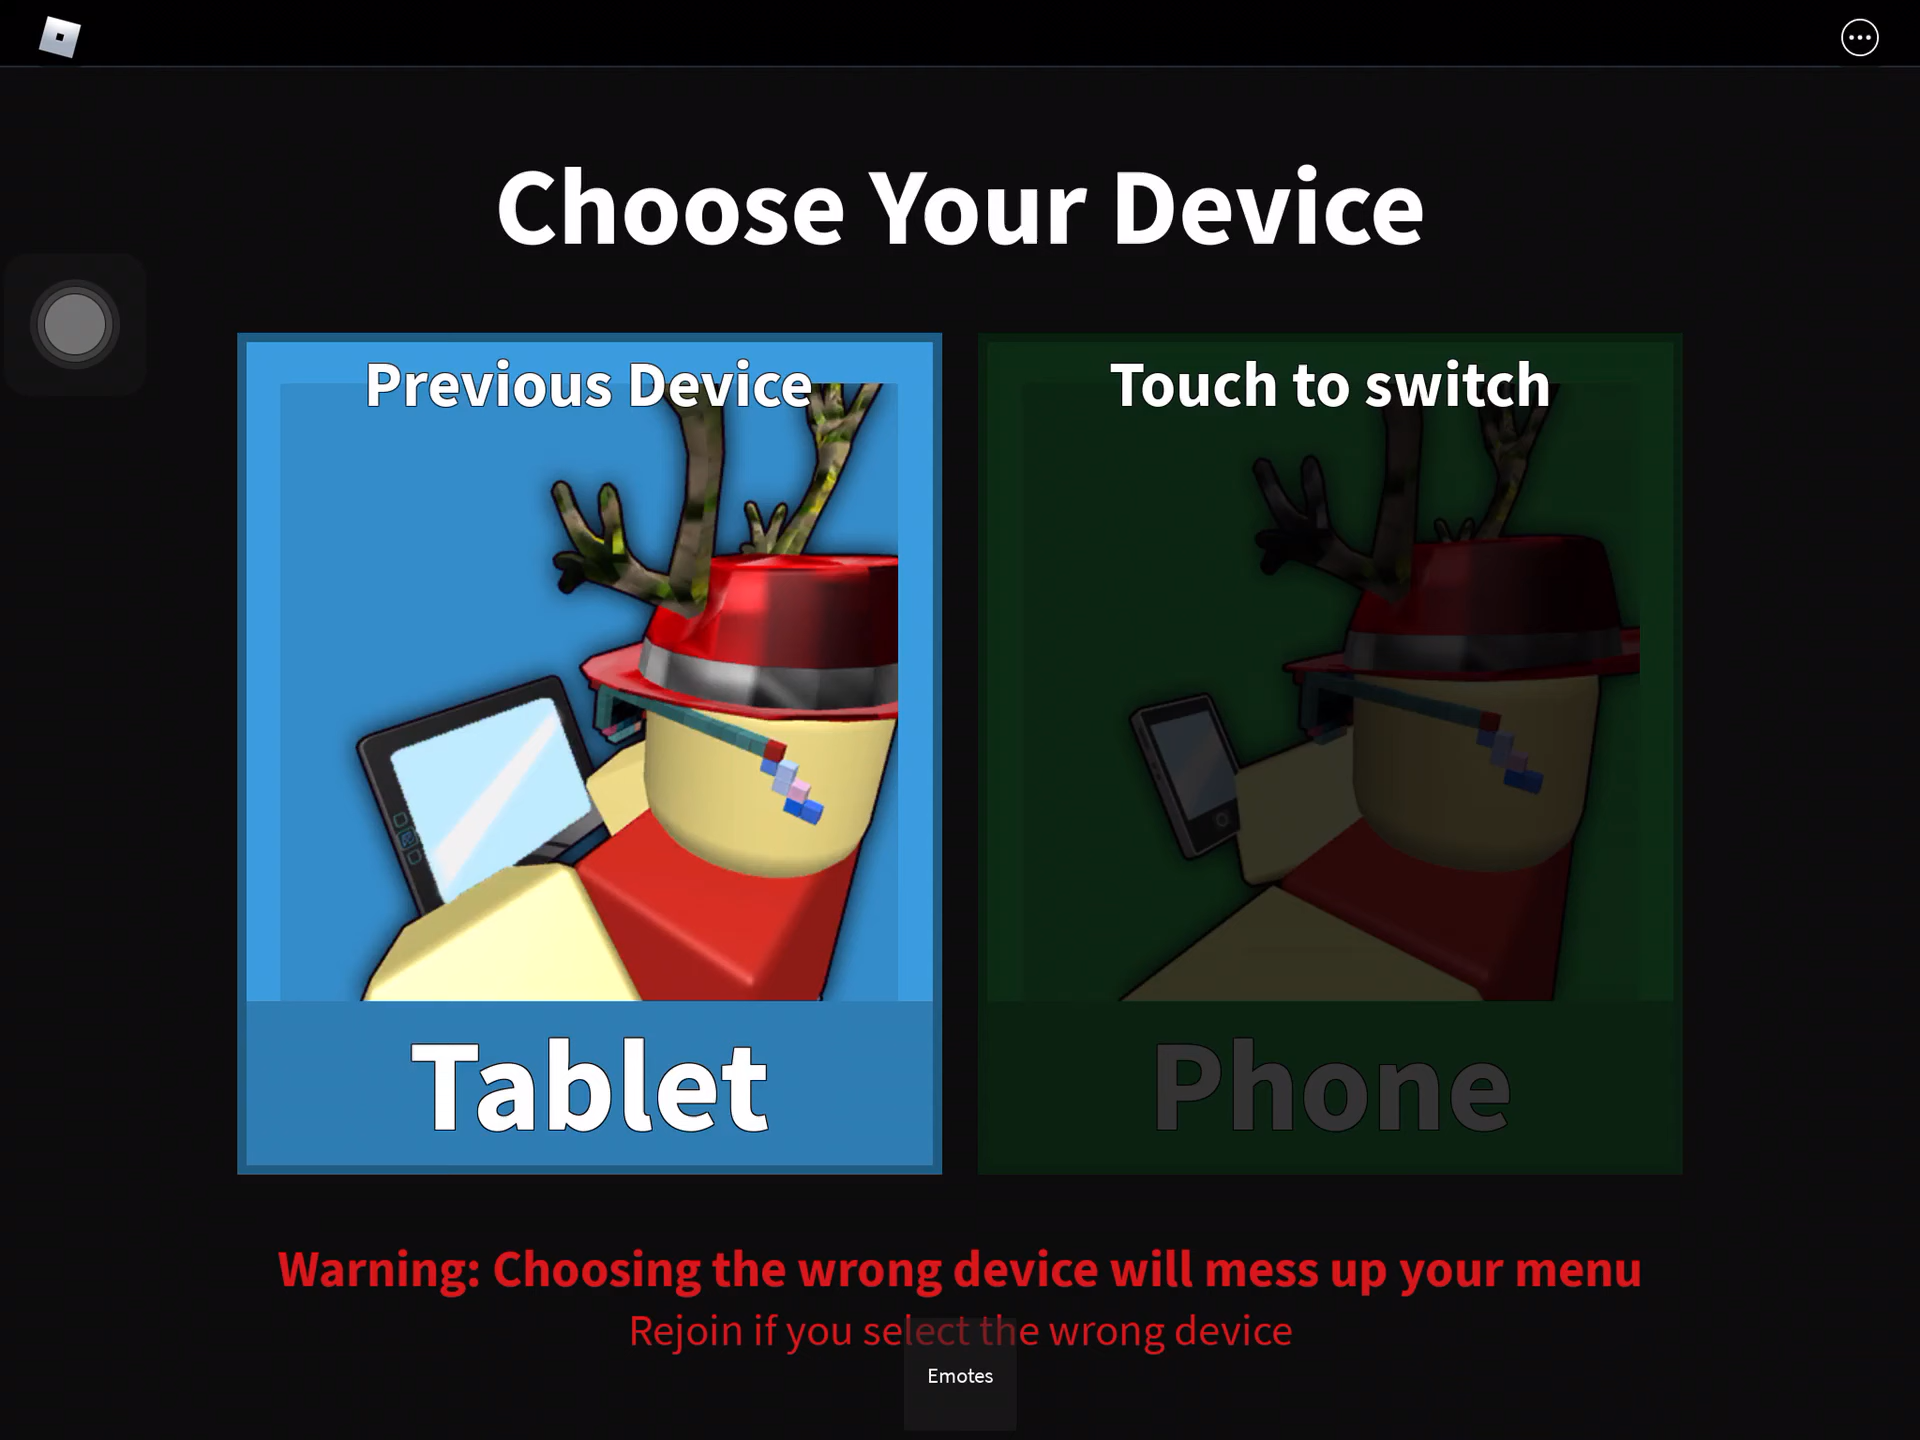 Choose Your Device
Previous Device
Touch to switch
Tablet
Phone
Warning: Choosing the wrong device will mess up your menu
Rejoin if you select the wrong device
Emotes